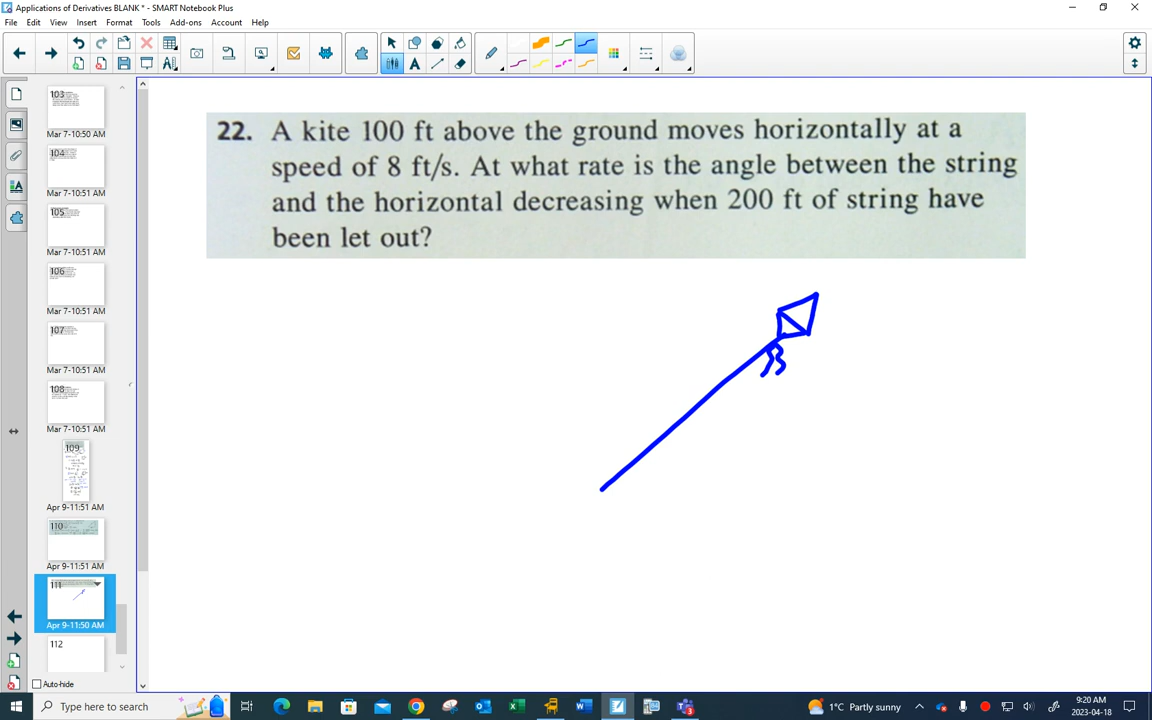 Applications of Derivatives BLANK * - SMART Notebook Plus
File Edit View Insert Format Tools Add-ons Account Help
103
Mar 7-10:50 AM
104
Mar 7-10:51 AM
105
Mar 7-10:51 AM
106
Mar 7-10:51 AM
107
Mar 7-10:51 AM
108
Mar 7-10:51 AM
109
Apr 9-11:51 AM
110
Apr 9-11:51 AM
111
Apr 9-11:50 AM
112
Auto-hide
22. A kite 100 ft above the ground moves horizontally at a
speed of 8 ft/s. At what rate is the angle between the string
and the horizontal decreasing when 200 ft of string have
been let out?
Type here to search
1°C Partly sunny
9:20 AM
2023-04-18